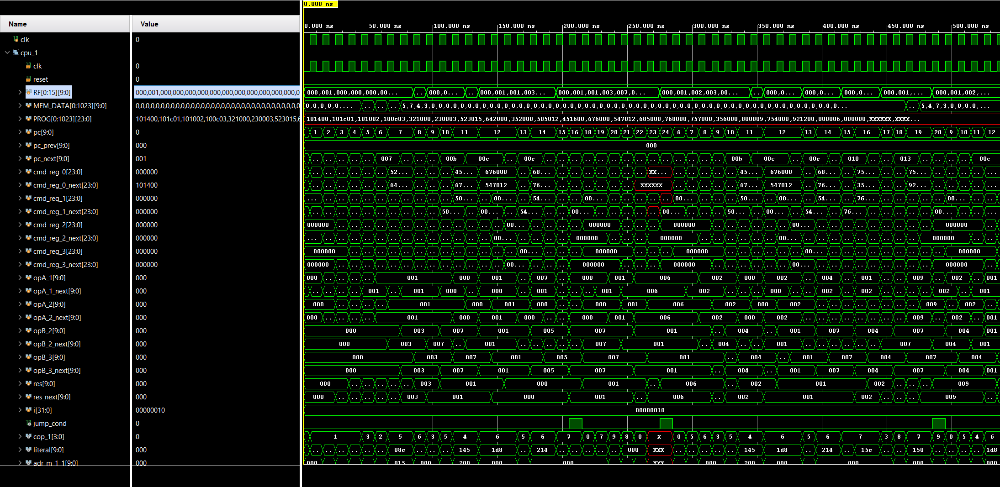 0.000 ns
Name Value 0.000 ns 50.000 ns 100.000 ns 150.000 ns 200.000 ns 250.000 ns 300.000 ns 350.000 ns 400.000 ns 450.000 ns 500.000 ns
clk 0
cpu_1
clk 0
reset 0
RF[0:15][9:0] 000,001,000,000,000,000,000,000,000,000,000,000,000,0 000,001,000,000,000,00... .. 000,0... .. 000,001,001,003... 000,001,001,003,007,0... 000,001,002,003,00... .. 000,0... 000,0... 000,0... 000,001,... 000,001,002,...
MEM_DATA[0:1023][9:0] 0,0,0,0,0,0,0,0,0,0,0,0,0,0,0,0,0,0,0,0,0,0,0,0,0,0,0,0,0,0,0,0,0 0,0,0,0,0,... .. .. .. 5,7,4,3,0,0,0,0,0,0,0,0,0,0,0,0,0,0,0,0,0,0,0,0,0,0,0,0,0,0,0,0,0,0,0,0,0,0,0,0,0,0,0,0,0... .. 5,4,7,3,0,0,0,0,...
PROG[0:1023][23:0] 101400,101c01,101002,100c03,321000,230003,523015,6 101400,101c01,101002,100c03,321000,230003,523015,642000,352000,505012,451600,676000,547012,685000,768000,757000,356000,800009,754000,921200,800006,000000,XXXXXX,XXXX...
pc[9:0] 0 1 2 3 4 5 6 7 8 9 10 11 12 13 14 15 16 18 19 20 21 22 23 24 6 7 8 9 10 11 12 13 14 15 16 17 18 19 20 9 10 11 12
pc_prev[9:0] 000 000
pc_next[9:0] 001 .. .. .. .. .. 007 .. .. .. 00b 00c .. 00e .. .. .. .. .. .. .. .. .. .. .. .. .. .. .. 00b 00c .. 00e .. 010 .. .. 013 .. .. .. .. 00c
cmd_reg_0[23:0] 000000 .. .. .. .. .. .. 52... .. .. .. 45... 676000 .. 68... .. .. .. .. .. .. .. .. XX... .. .. .. .. .. 45... 676000 .. 68... .. 75... .. .. 75... .. .. .. .. ..
cmd_reg_0_next[23:0] 101400 .. .. .. .. .. .. 64... .. .. .. 67... 547012 .. 76... .. .. .. .. .. .. .. XXXXXX .. .. .. .. .. 67... 547012 .. 76... .. 35... .. .. 92... .. .. .. .. ..
cmd_reg_1[23:0] 000000 ... .. .. .. .. .. .. .. .. .. .. 50... .. 00... .. 54... .. .. 00... .. .. .. .. .. .. 00... .. .. .. .. 50... .. 00... .. 54... .. 76... .. .. .. .. .. 00... .. ..
cmd_reg_1_next[23:0] 000000 .. .. .. .. .. .. .. .. .. .. 50... .. 00... .. 54... .. .. 00... .. .. .. .. .. .. 00... .. .. .. .. 50... .. 00... .. 54... .. 76... .. .. .. .. .. 00... .. ..
cmd_reg_2[23:0] 000000 000000 .. .. .. .. .. .. .. .. .. .. .. .. .. 00... .. .. .. .. 000000 .. .. .. 000000 .. .. .. .. .. .. 00... .. .. .. .. .. .. .. .. .. 000000 ..
cmd_reg_2_next[23:0] 000000 ... .. .. .. .. .. .. .. .. .. .. .. .. .. 00... .. .. .. .. 000000 .. .. 000000 .. .. .. .. .. .. 00... .. .. .. .. .. .. .. .. .. 000000 .. ..
cmd_reg_3[23:0] 000000 000000 .. .. .. .. .. .. .. .. .. .. .. .. .. 00... .. .. .. 000000 .. .. .. 000000 .. .. .. .. .. .. 00... .. .. .. .. .. .. .. .. .. 000000
cmd_reg_3_next[23:0] 000000 000000 .. .. .. .. .. .. .. .. .. .. .. .. .. 00... .. .. .. 000000 .. .. .. 000000 .. .. .. .. .. .. 00... .. .. .. .. .. .. .. .. .. 000000 ..
opA_1[9:0] 000 000 .. .. .. .. 001 000 001 .. 007 .. 000 001 006 002 000 002 .. 004 .. 001 .. 009 .. 002 .. 001
opA_1_next[9:0] 000 .. .. .. .. 001 .. 001 000 .. 000 .. 001 .. .. .. 001 006 002 .. .. 000 .. .. 002 .. 002 .. .. .. .. 002 .. 001
opA_2[9:0] 000 000 .. .. .. .. 001 000 001 000 .. .. 000 001 006 002 000 002 .. .. .. .. .. .. .. 009 .. 002 ..
opA_2_next[9:0] 000 000 .. .. .. .. 001 000 001 000 .. .. 000 001 006 002 000 002 .. .. .. .. .. .. .. 009 .. 002 .. 001
opB_2[9:0] 000 000 003 007 001 005 007 001 .. 004 .. 001 007 004 007 004 001
opB_2_next[9:0] 000 000 003 007 .. 001 .. .. .. .. 007 001 .. 004 .. .. 001 .. .. .. .. 007 004 001
opB_3[9:0] 000 000 003 007 001 005 007 001 .. 004 .. 001 007 004 007 004
opB_3_next[9:0] 000 000 003 007 001 005 007 001 .. 004 .. 001 007 004 007 004 001
res[9:0] 000 000 .. .. .. .. .. 003 001 000 001 .. 006 .. 002 001 002 .. .. .. 009
res_next[9:0] 000 000 .. .. .. .. .. 003 001 000 001 .. 006 .. 002 001 002 .. .. .. 009 ..
i[31:0] 00000010 00000010
jump_cond 0
cop_1[3:0] 0 1 3 2 5 6 3 5 4 6 5 6 7 0 7 9 8 0 X 0 5 6 3 5 4 6 5 6 7 3 8 7 9 0 5 4 6
literal[9:0] 000 .. .. .. .. .. .. 08c .. .. .. 145 1d8 .. 214 .. .. .. .. .. 000 XXX .. .. .. .. .. 145 1d8 .. 214 .. 15c .. .. 150 .. .. .. .. 1d8
adr_m_1_1[9:0] 000 000 .. .. .. .. .. 015 000 .. .. 200 000 .. 000 .. .. .. XXX .. .. 000 .. 200 000 .. 000 .. 000 .. .. .. .. 000